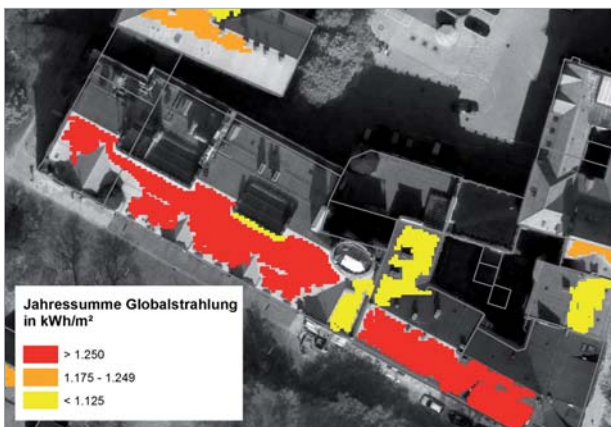 Jahressumme Globalstrahlung
in kWh/m²
> 1.250
1.175 - 1.249
< 1.125